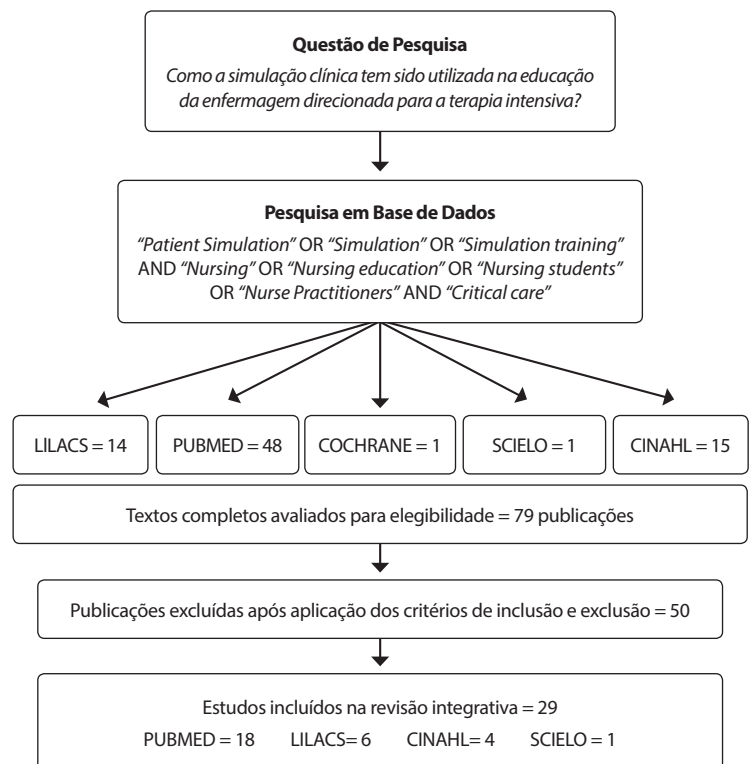 Questão de Pesquisa
Como a simulação clínica tem sido utilizada na educação
da enfermagem direcionada para a terapia intensiva?
Pesquisa em Base de Dados
“Patient Simulation” OR “Simulation” OR “Simulation training”
AND “Nursing” OR “Nursing education” OR “Nursing students”
OR “Nurse Practitioners” AND “Critical care”
LILACS = 14
PUBMED = 48
COCHRANE = 1
SCIELO = 1
CINAHL = 15
Textos completos avaliados para elegibilidade = 79 publicações
Publicações excluídas após aplicação dos critérios de inclusão e exclusão = 50
Estudos incluídos na revisão integrativa = 29
PUBMED = 18 LILACS= 6 CINAHL= 4 SCIELO = 1